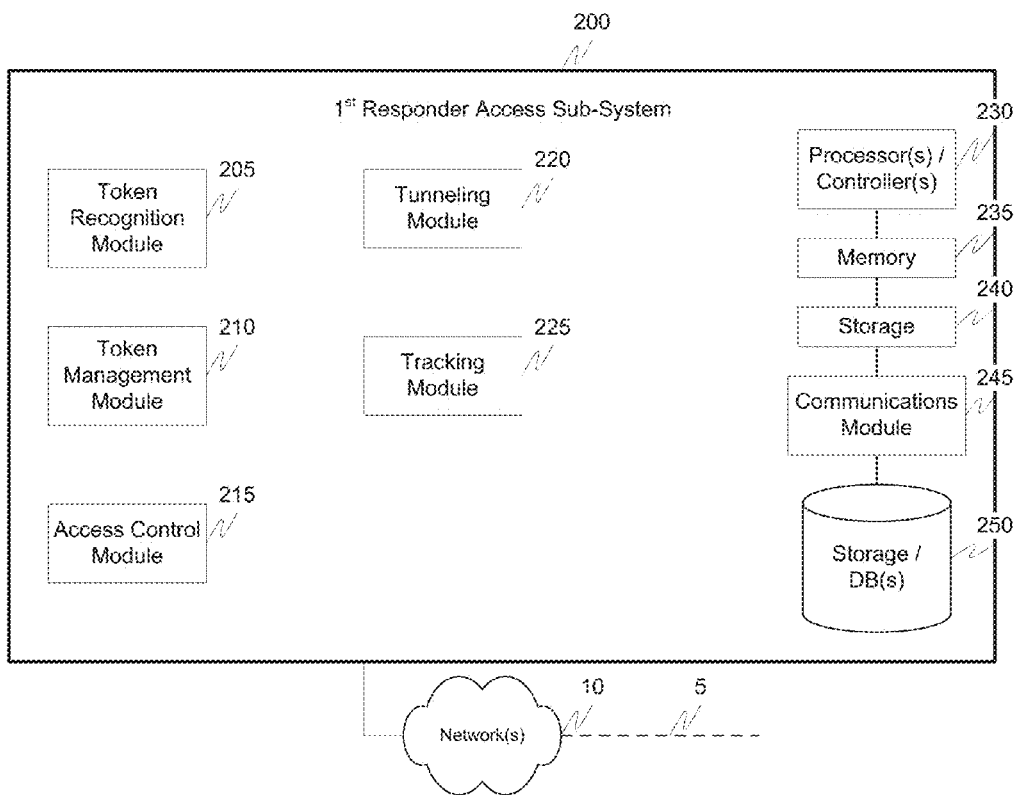 200
1st Responder Access Sub-System
Token
Recognition
Module
205
Tunneling
Module
220
Processor(s) /
Controller(s)
230
Memory
235
Storage
240
Token
Management
Module
210
Tracking
Module
225
Communications
Module
245
Access Control
Module
215
Storage /
DB(s)
250
Network(s)
10
5